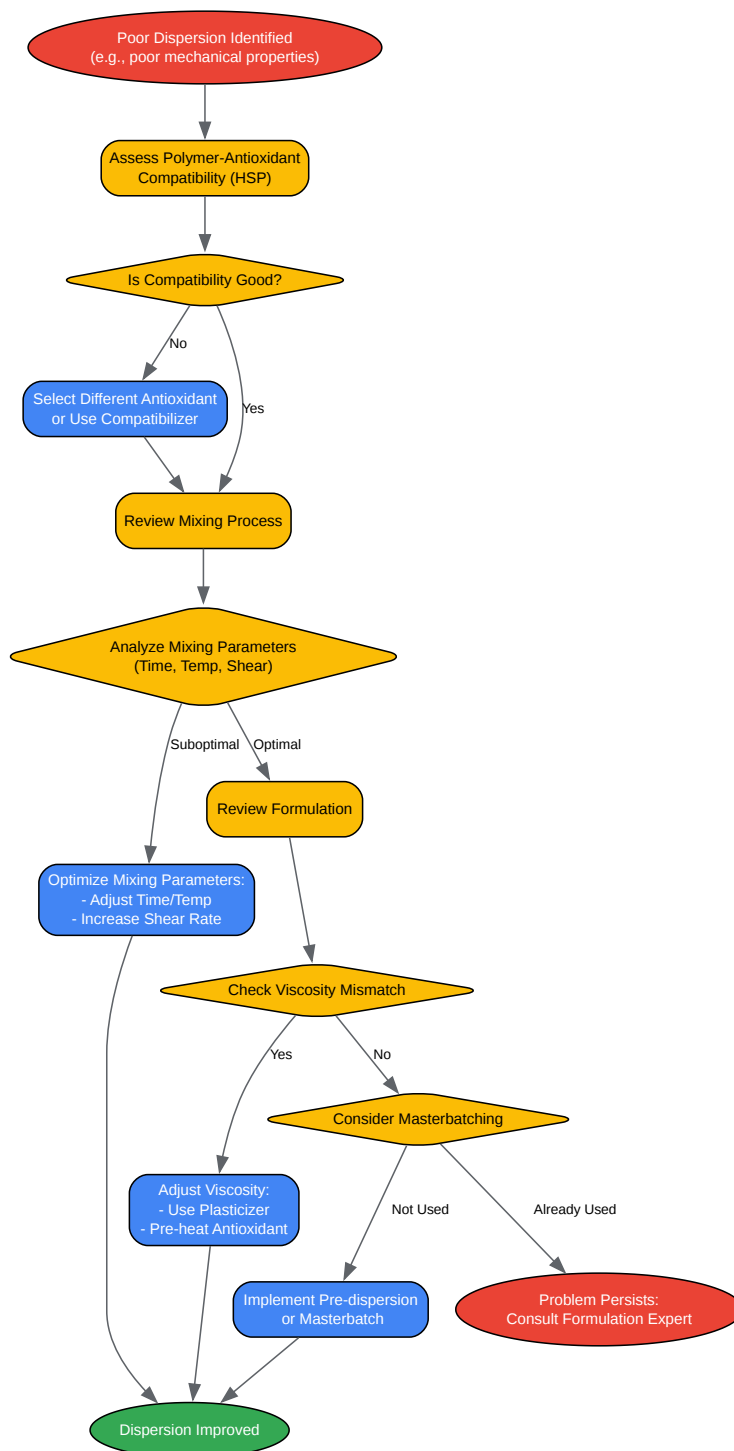 Poor Dispersion Identified
(e.g., poor mechanical properties)
Assess Polymer-Antioxidant
Compatibility (HSP)
Is Compatibility Good?
No
Yes
Select Different Antioxidant
or Use Compatibilizer
Review Mixing Process
Analyze Mixing Parameters
(Time, Temp, Shear)
Suboptimal
Optimal
Review Formulation
Optimize Mixing Parameters:
- Adjust Time/Temp
- Increase Shear Rate
Check Viscosity Mismatch
Yes
No
Consider Masterbatching
Adjust Viscosity:
- Use Plasticizer
- Pre-heat Antioxidant
Not Used
Already Used
Implement Pre-dispersion
or Masterbatch
Problem Persists:
Consult Formulation Expert
Dispersion Improved